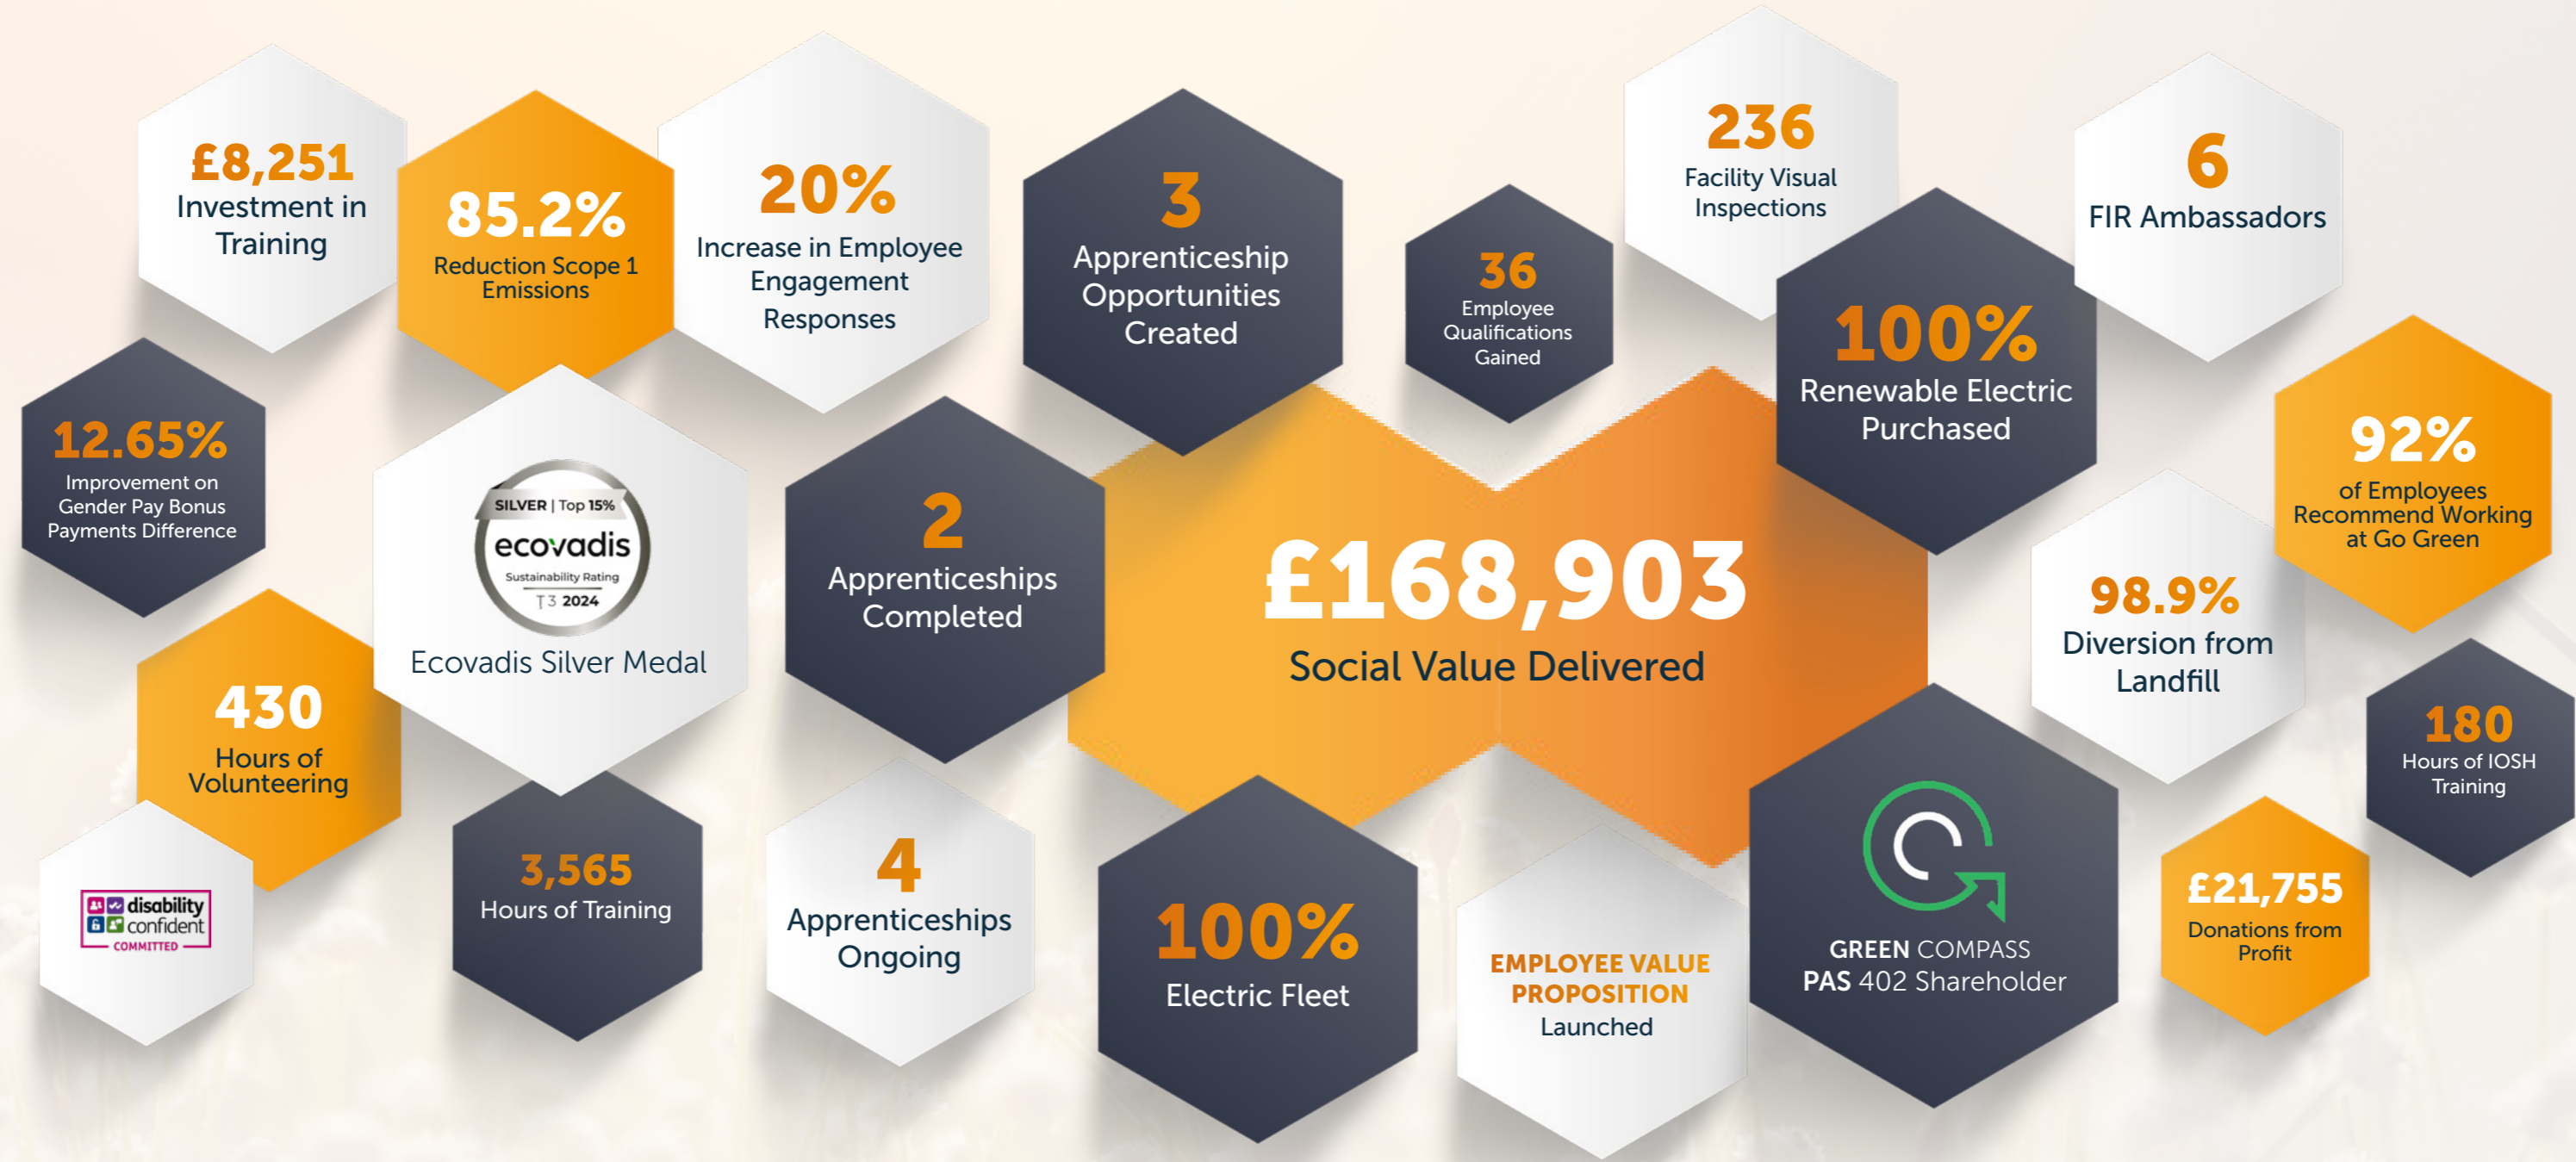 £8,251
Investment in
Training
85.2%
Reduction Scope 1
Emissions
20%
Increase in Employee
Engagement
Responses
3
Apprenticeship
Opportunities
Created
36
Employee
Qualifications
Gained
236
Facility Visual
Inspections
100%
Renewable Electric
Purchased
6
FIR Ambassadors
92%
of Employees
Recommend Working
at Go Green
12.65%
Improvement on
Gender Pay Bonus
Payments Difference
SILVER | Top 15%
ecovadis
Sustainability Rating
T3 2024
Ecovadis Silver Medal
2
Apprenticeships
Completed
£168,903
Social Value Delivered
98.9%
Diversion from
Landfill
180
Hours of IOSH
Training
430
Hours of
Volunteering
disability
confident
COMMITTED
3,565
Hours of Training
4
Apprenticeships
Ongoing
100%
Electric Fleet
EMPLOYEE VALUE
PROPOSITION
Launched
GREEN COMPASS
PAS 402 Shareholder
£21,755
Donations from
Profit